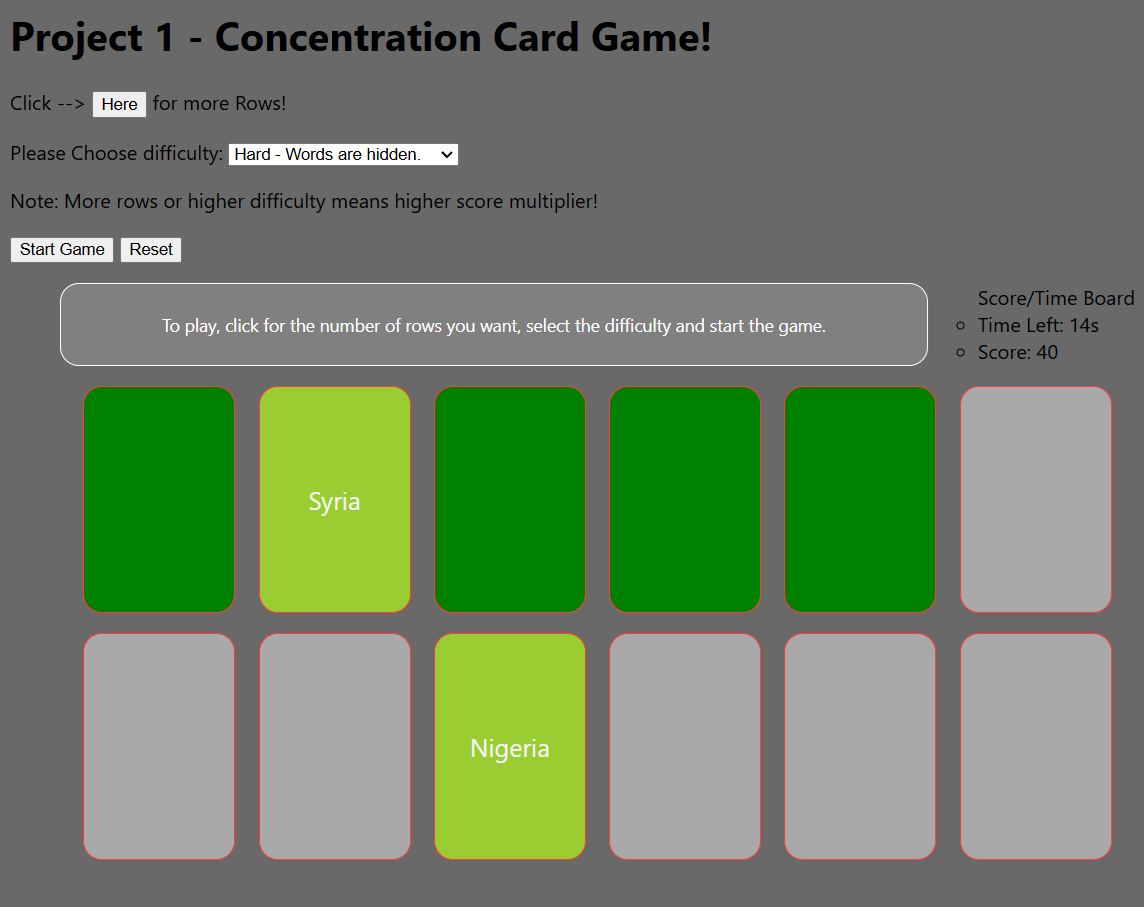 Project 1 - Concentration Card Game!
Click --> Here for more Rows!
Please Choose difficulty: Hard - Words are hidden.
Note: More rows or higher difficulty means higher score multiplier!
Start Game Reset
To play, click for the number of rows you want, select the difficulty and start the game.
Score/Time Board
Time Left: 14s
Score: 40
Syria
Nigeria